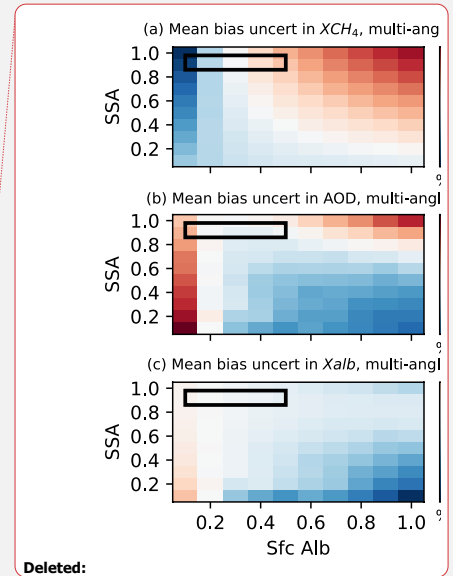 (a) Mean bias uncert in XCH₄, multi-ang
1.0
0.8
0.6
0.4
0.2
SSA
%
(b) Mean bias uncert in AOD, multi-angl
1.0
0.8
0.6
0.4
0.2
SSA
%
(c) Mean bias uncert in Xalb, multi-angl
1.0
0.8
0.6
0.4
0.2
SSA
%
0.2 0.4 0.6 0.8 1.0
Sfc Alb
Deleted: